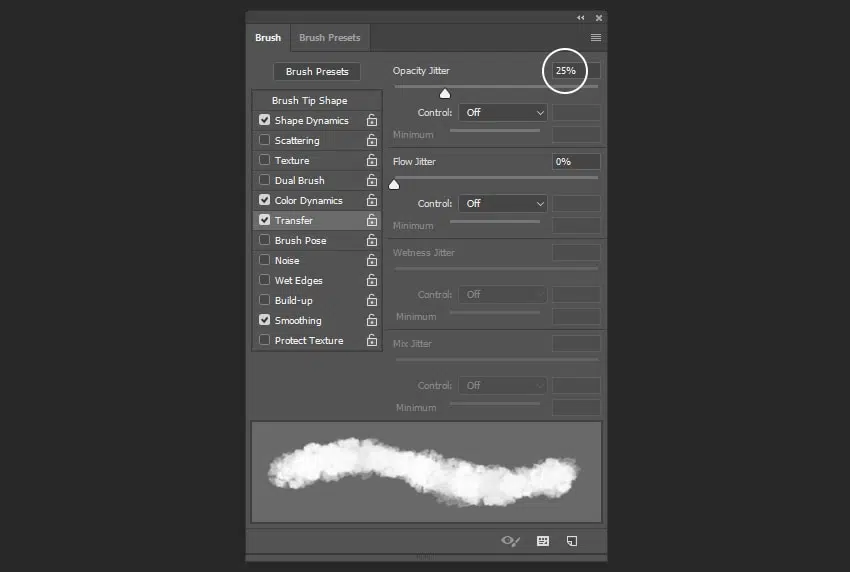 Brush
Brush Presets
Brush Presets
Brush Tip Shape
Shape Dynamics
Scattering
Texture
Dual Brush
Color Dynamics
Transfer
Brush Pose
Noise
Wet Edges
Build-up
Smoothing
Protect Texture
Opacity Jitter
25%
Control: Off
Minimum
Flow Jitter
0%
Control: Off
Minimum
Wetness Jitter
Control: Off
Minimum
Mix Jitter
Control: Off
Minimum